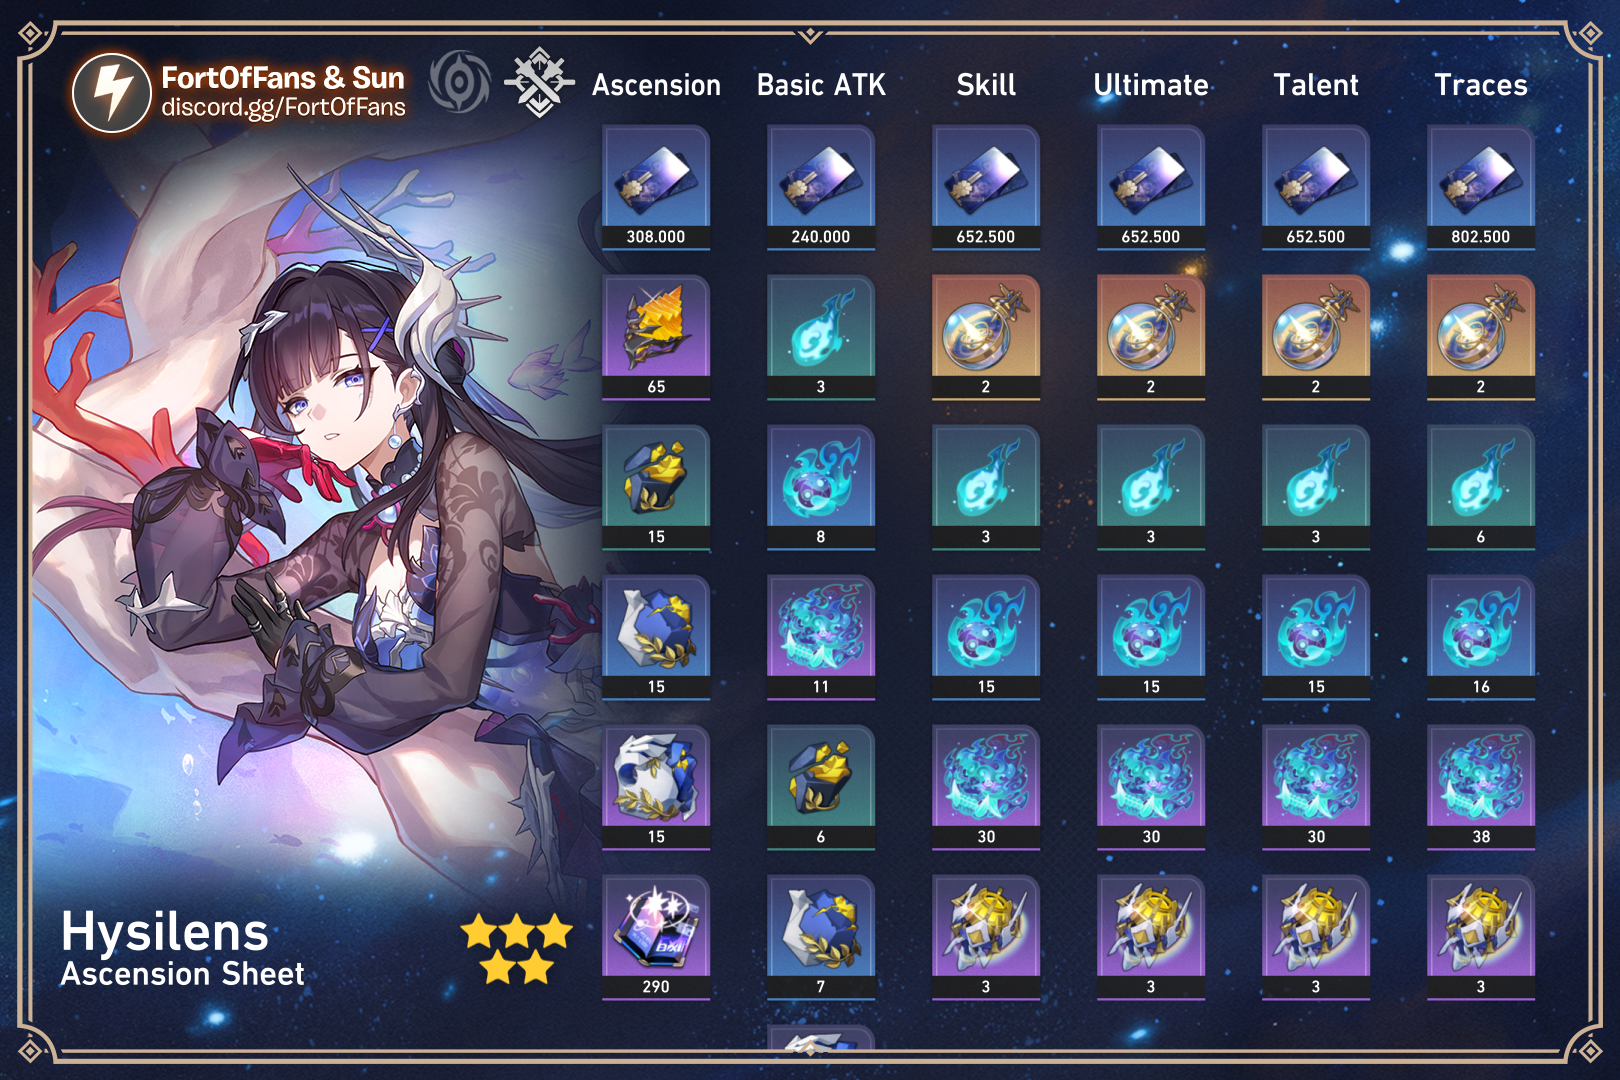 FortOfFans & Sun
discord.gg/FortOfFans
Ascension Basic ATK Skill Ultimate Talent Traces
308.000 240.000 652.500 652.500 652.500 802.500
65 3 2 2 2 2
15 8 3 3 3 6
15 11 15 15 15 16
15 6 30 30 30 38
290 7 3 3 3 3
Hysilens
Ascension Sheet